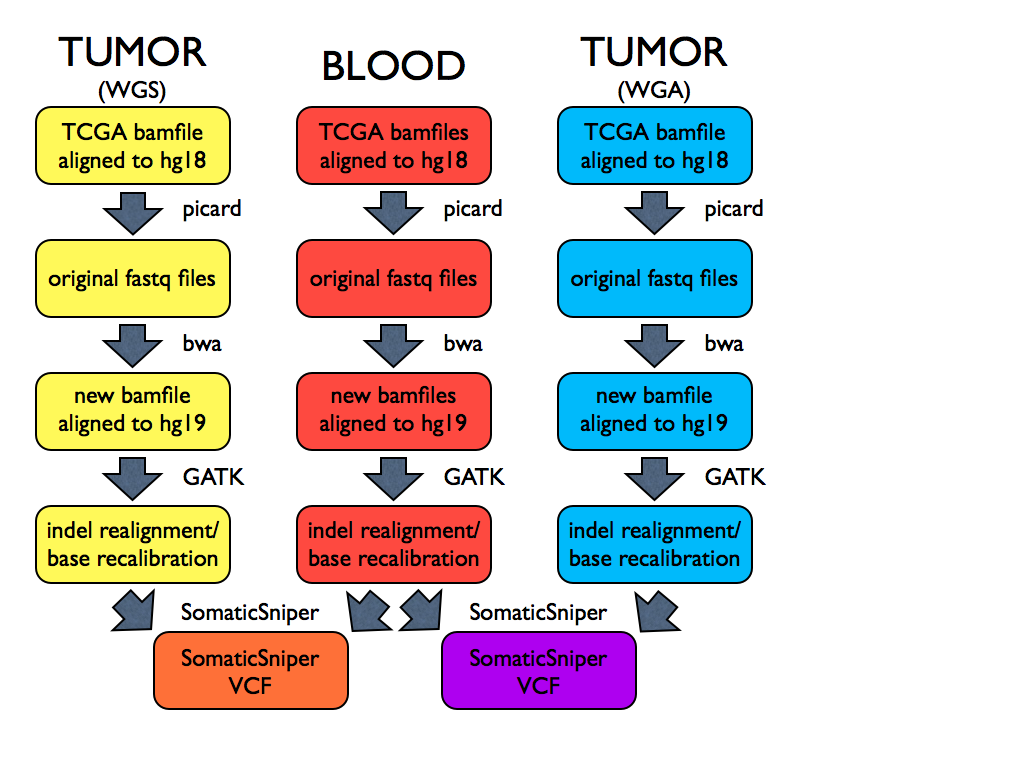 TUMOR
(WGS)
BLOOD
TUMOR
(WGA)
TCGA bamfile
aligned to hg18
TCGA bamfiles
aligned to hg18
TCGA bamfile
aligned to hg18
picard
picard
picard
original fastq files
original fastq files
original fastq files
bwa
bwa
bwa
new bamfile
aligned to hg19
new bamfiles
aligned to hg19
new bamfile
aligned to hg19
GATK
GATK
GATK
indel realignment/
base recalibration
indel realignment/
base recalibration
indel realignment/
base recalibration
SomaticSniper
SomaticSniper
SomaticSniper
VCF
SomaticSniper
VCF